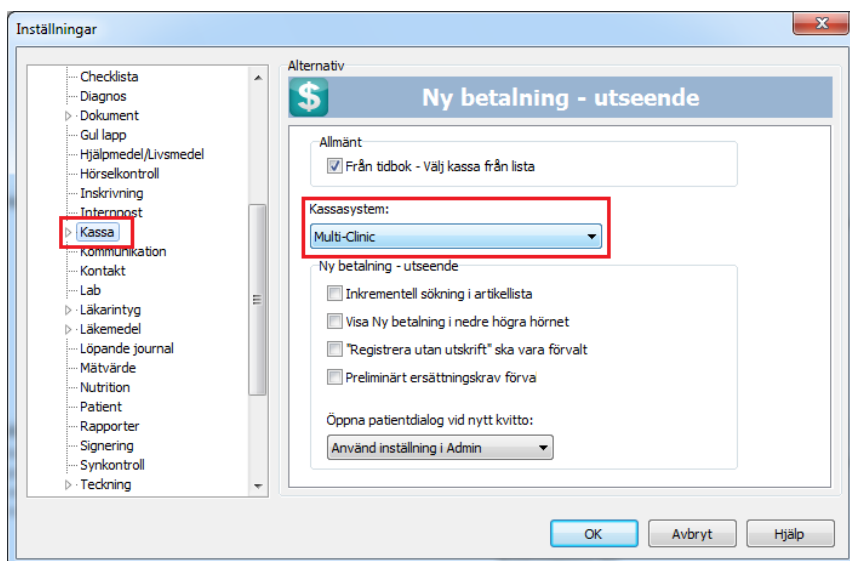 Inställningar
Checklista
Diagnos
Dokument
Gul lapp
Hjälpmedel/Livsmedel
Hörselkontroll
Inskrivning
Internpost
Kassa
Kommunikation
Kontakt
Lab
Läkarintyg
Läkemedel
Löpande journal
Mätvärde
Nutrition
Patient
Rapporter
Signering
Synkontroll
Teckning
Alternativ
$ Ny betalning - utseende
Allmänt
Från tidbok - Välj kassa från lista
Kassasystem:
Multi-Clinic
Ny betalning - utseende
Inkrementell sökning i artikellista
Visa Ny betalning i nedre högra hörnet
"Registrera utan utskrift" ska vara förvalt
Preliminärt ersättningskrav förva
Öppna patientdialog vid nytt kvitto:
Använd inställning i Admin
OK Avbryt Hjälp